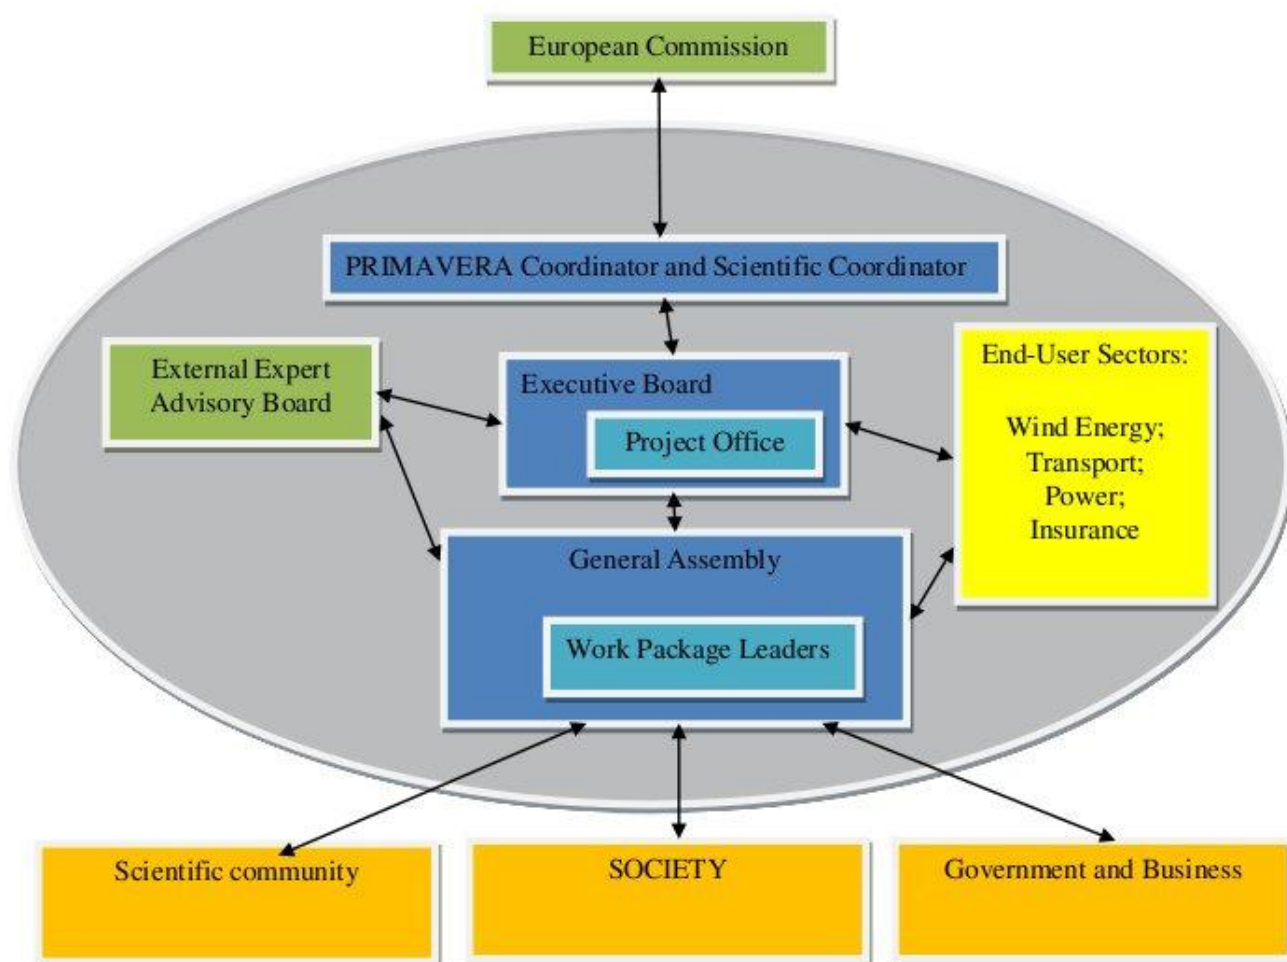 European Commission
PRIMAVERA Coordinator and Scientific Coordinator
External Expert
Advisory Board
Executive Board
Project Office
End-User Sectors:
Wind Energy;
Transport;
Power;
Insurance
General Assembly
Work Package Leaders
Scientific community
SOCIETY
Government and Business